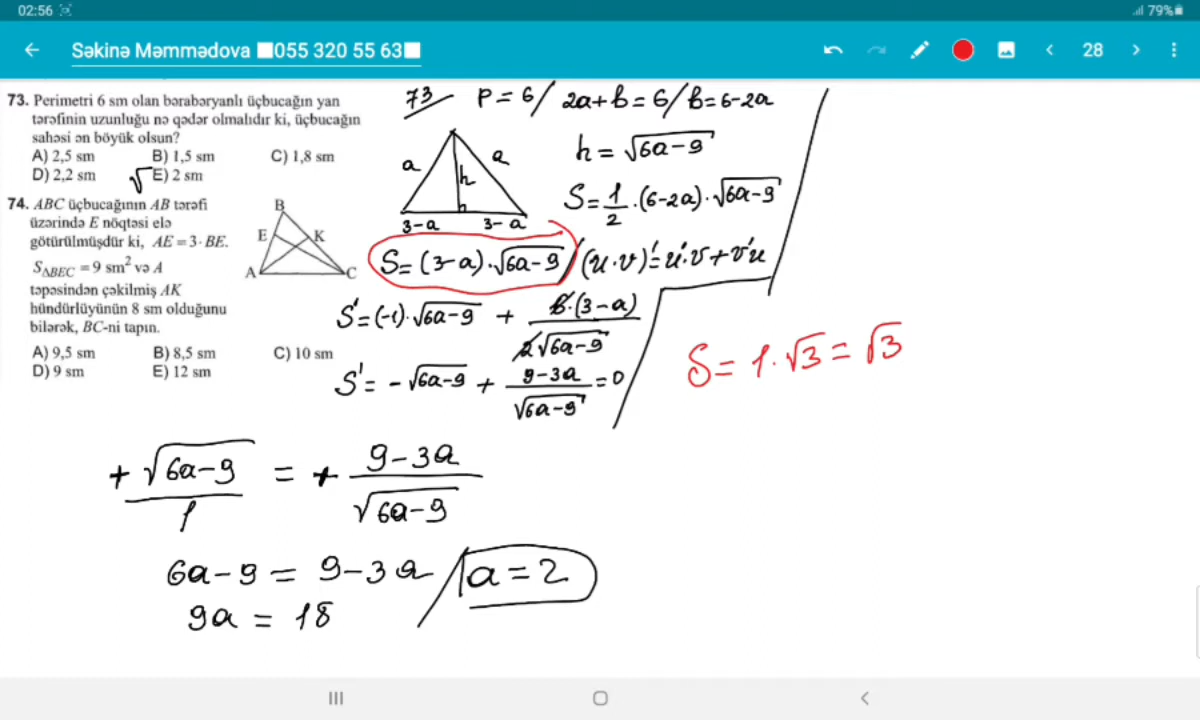 02:56 79%
Səkinə Məmmədova 055 320 55 63 28
73. Perimetri 6 sm olan bərabəryanlı üçbucağın yan
tərəfinin uzunluğu nə qədər olmalıdır ki, üçbucağın
sahəsi ən böyük olsun?
A) 2,5 sm B) 1,5 sm C) 1,8 sm
D) 2,2 sm √ E) 2 sm
74. ABC üçbucağının AB tərəfi
üzərində E nöqtəsi elə
götürülmüşdür ki, AE = 3 · BE.
S∆BEC = 9 sm² və A
təpəsindən çəkilmiş AK
hündürlüyünün 8 sm olduğunu
bilərək, BC-ni tapın.
A) 9,5 sm B) 8,5 sm C) 10 sm
D) 9 sm E) 12 sm
B
E K
A C
73 P = 6 / 2a+b = 6 / b = 6-2a
a a
h
3-a 3-a
h = √(6a-9)
S = 1/2 · (6-2a) · √(6a-9)
S = (3-a) · √(6a-9) / (u·v)' = u'v + v'u
S' = (-1) · √(6a-9) + 6·(3-a) / 2√(6a-9)
S' = -√(6a-9) + (9-3a) / √(6a-9) = 0
S = 1 · √3 = √3
+ √(6a-9) / 1 = + (9-3a) / √(6a-9)
6a-9 = 9-3a / a = 2
9a = 18